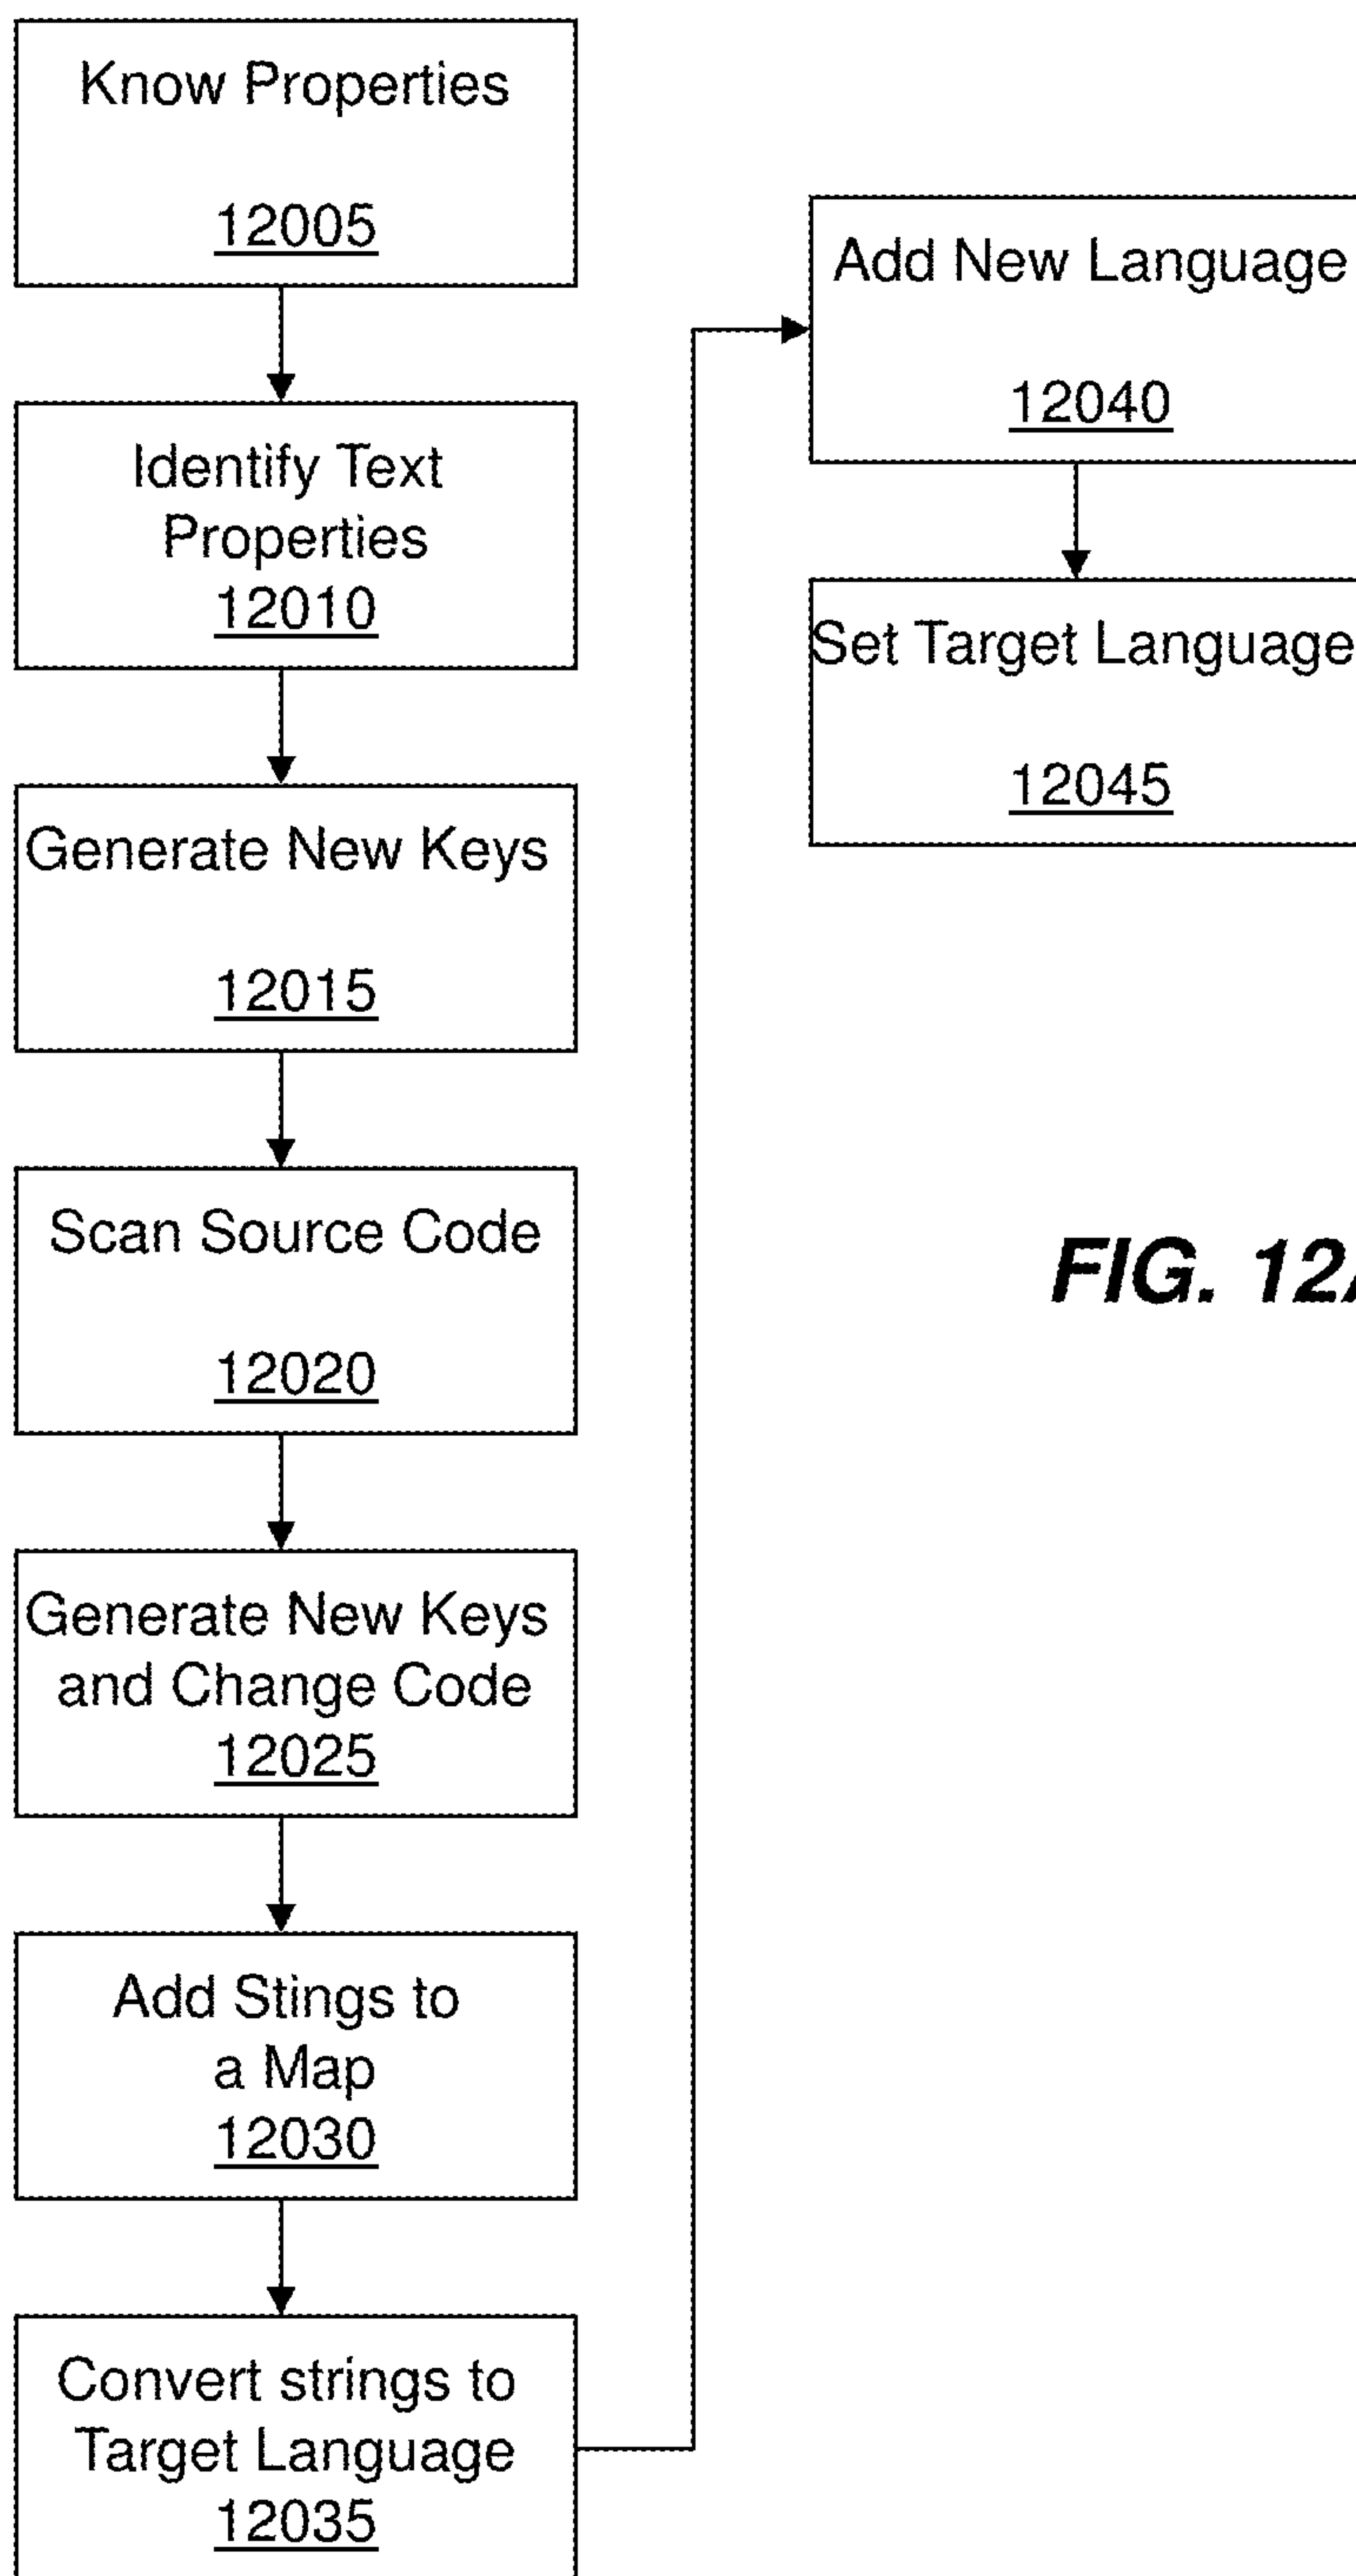 Know Properties
12005
Identify Text
Properties
12010
Generate New Keys
12015
Scan Source Code
12020
Generate New Keys
and Change Code
12025
Add Stings to
a Map
12030
Convert strings to
Target Language
12035
Add New Language
12040
Set Target Language
12045
FIG. 12A